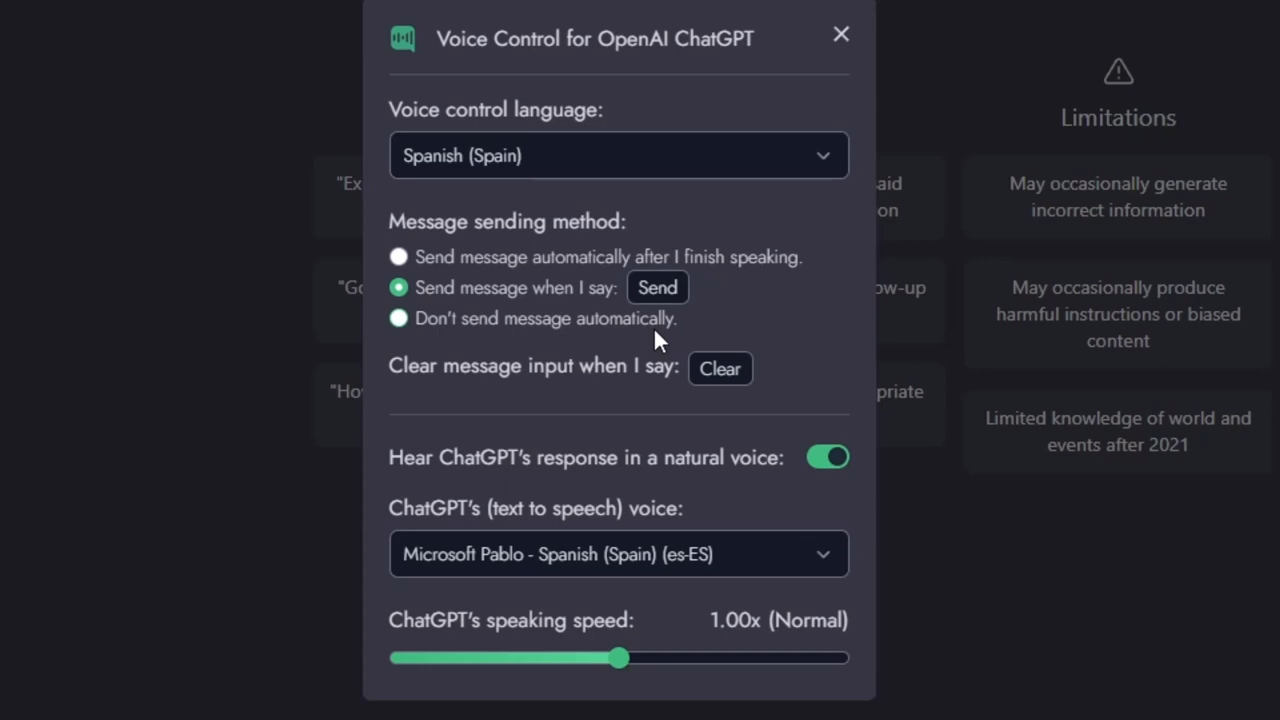 Voice Control for OpenAI ChatGPT
Voice control language:
Spanish (Spain)
Message sending method:
Send message automatically after I finish speaking.
Send message when I say: Send
Don't send message automatically.
Clear message input when I say: Clear
Hear ChatGPT's response in a natural voice:
ChatGPT's (text to speech) voice:
Microsoft Pablo - Spanish (Spain) (es-ES)
ChatGPT's speaking speed: 1.00x (Normal)
Limitations
May occasionally generate
incorrect information
May occasionally produce
harmful instructions or biased
content
Limited knowledge of world and
events after 2021